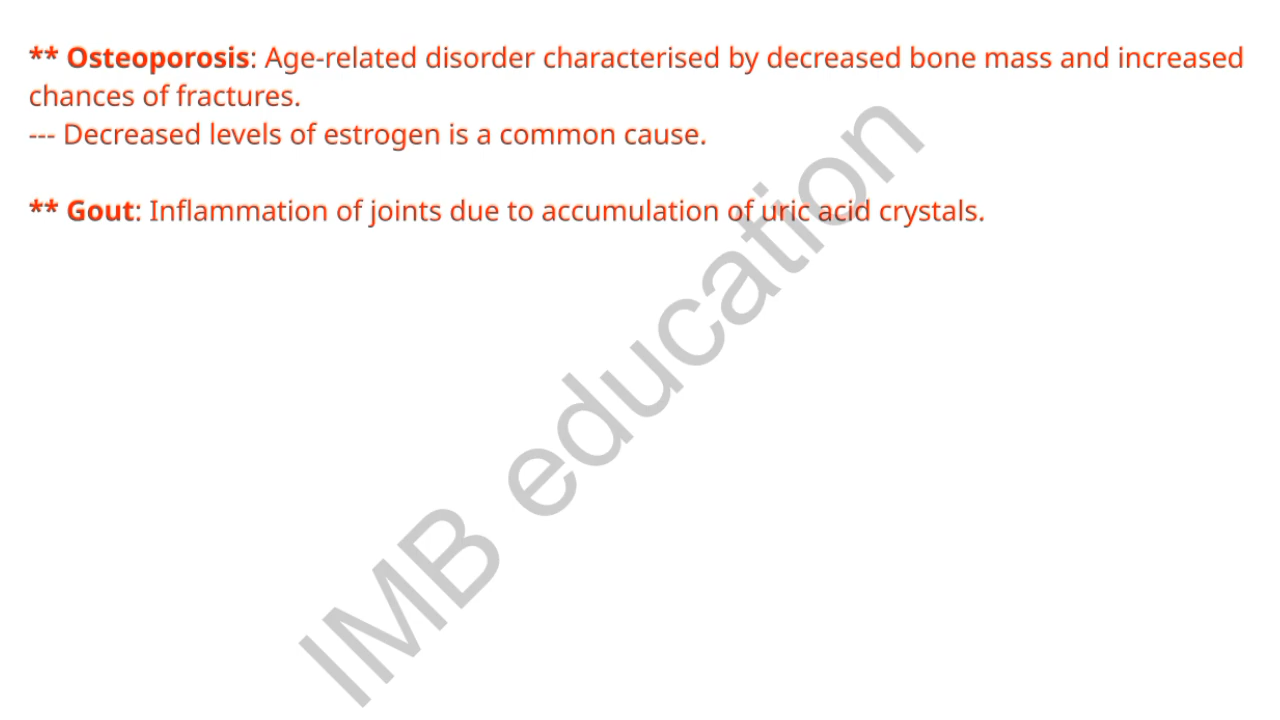 ** Osteoporosis: Age-related disorder characterised by decreased bone mass and increased
chances of fractures.
--- Decreased levels of estrogen is a common cause.
** Gout: Inflammation of joints due to accumulation of uric acid crystals.
IMB education